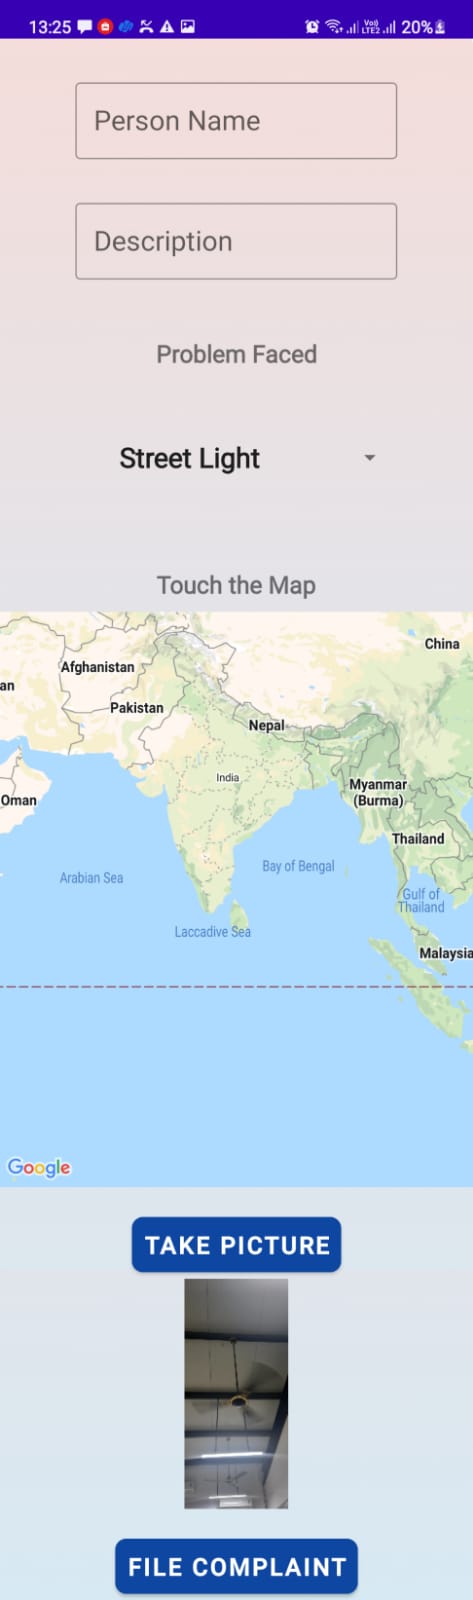 13:25 Vo)) LTE2 20%
Person Name
Description
Problem Faced
Street Light
Touch the Map
China
Afghanistan
an
Pakistan
Nepal
India
Myanmar
(Burma)
Oman
Thailand
Bay of Bengal
Arabian Sea
Gulf of
Thailand
Laccadive Sea
Malaysia
Google
TAKE PICTURE
FILE COMPLAINT